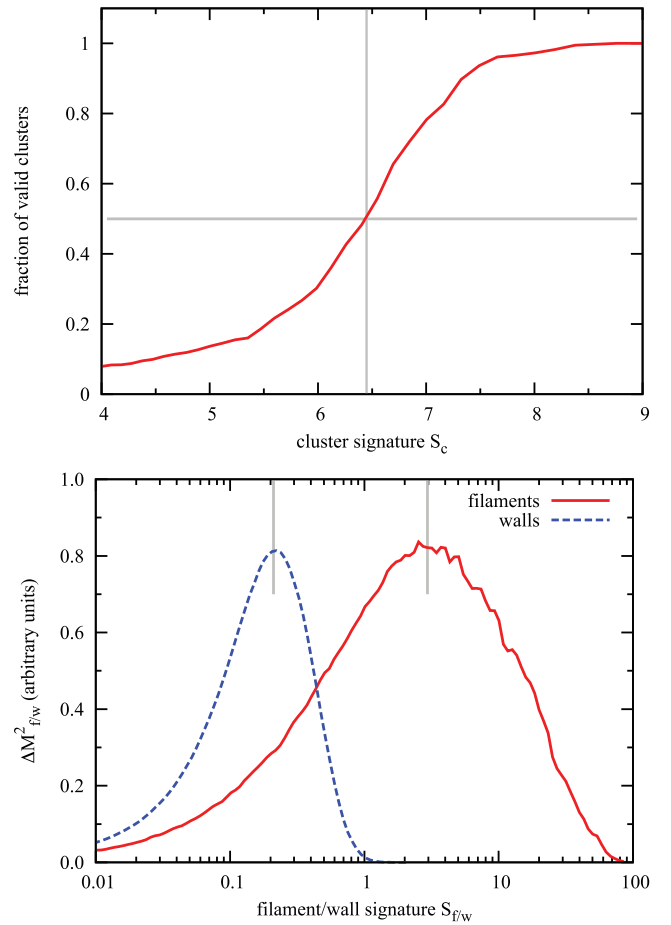 1
0.8
0.6
0.4
0.2
0
fraction of valid clusters
4 5 6 7 8 9
cluster signature S_c
1.0
0.8
0.6
0.4
0.2
0.0
ΔM²_f/w (arbitrary units)
filaments
walls
0.01 0.1 1 10 100
filament/wall signature S_f/w